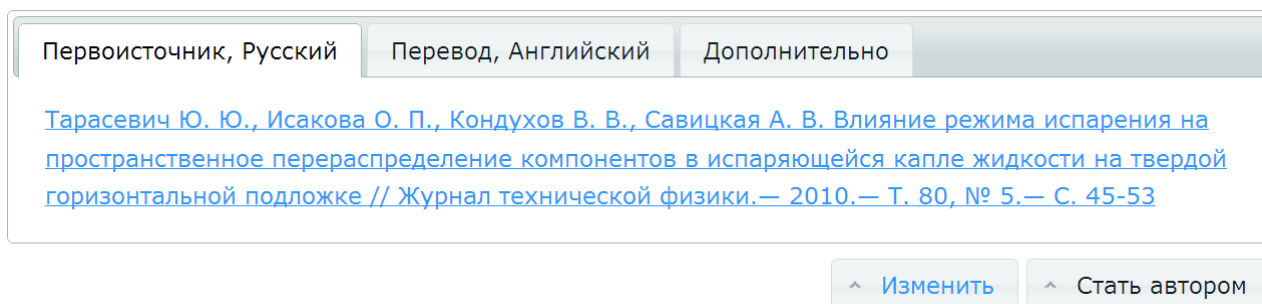 Первоисточник, Русский Перевод, Английский Дополнительно
Тарасевич Ю. Ю., Исакова О. П., Кондухов В. В., Савицкая А. В. Влияние режима испарения на
пространственное перераспределение компонентов в испаряющейся капле жидкости на твердой
горизонтальной подложке // Журнал технической физики.— 2010.— Т. 80, № 5.— С. 45-53
Изменить Стать автором